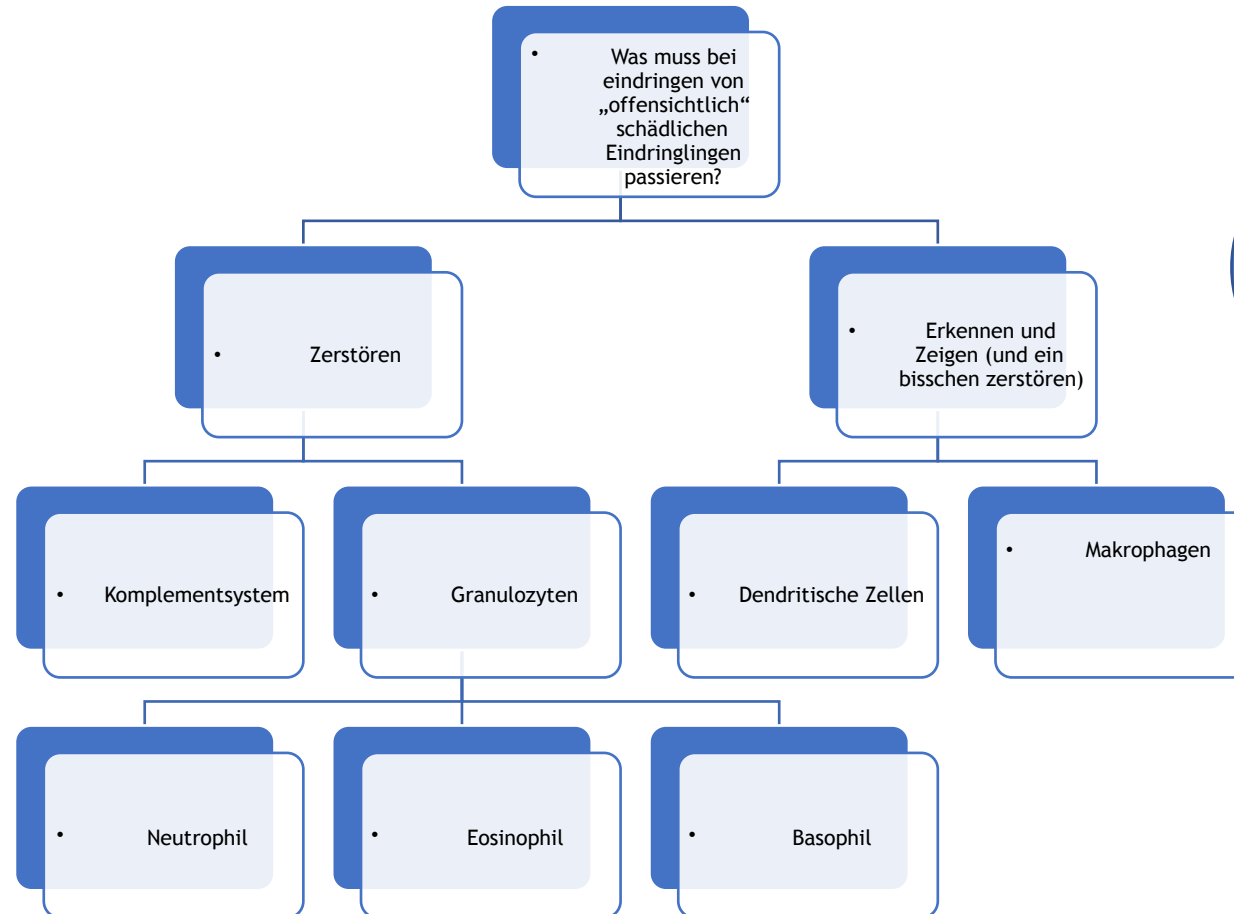 • Was muss bei
eindringen von
„offensichtlich“
schädlichen
Eindringlingen
passieren?
• Zerstören
• Erkennen und
Zeigen (und ein
bisschen zerstören)
• Komplementsystem
• Granulozyten
• Dendritische Zellen
• Makrophagen
• Neutrophil
• Eosinophil
• Basophil